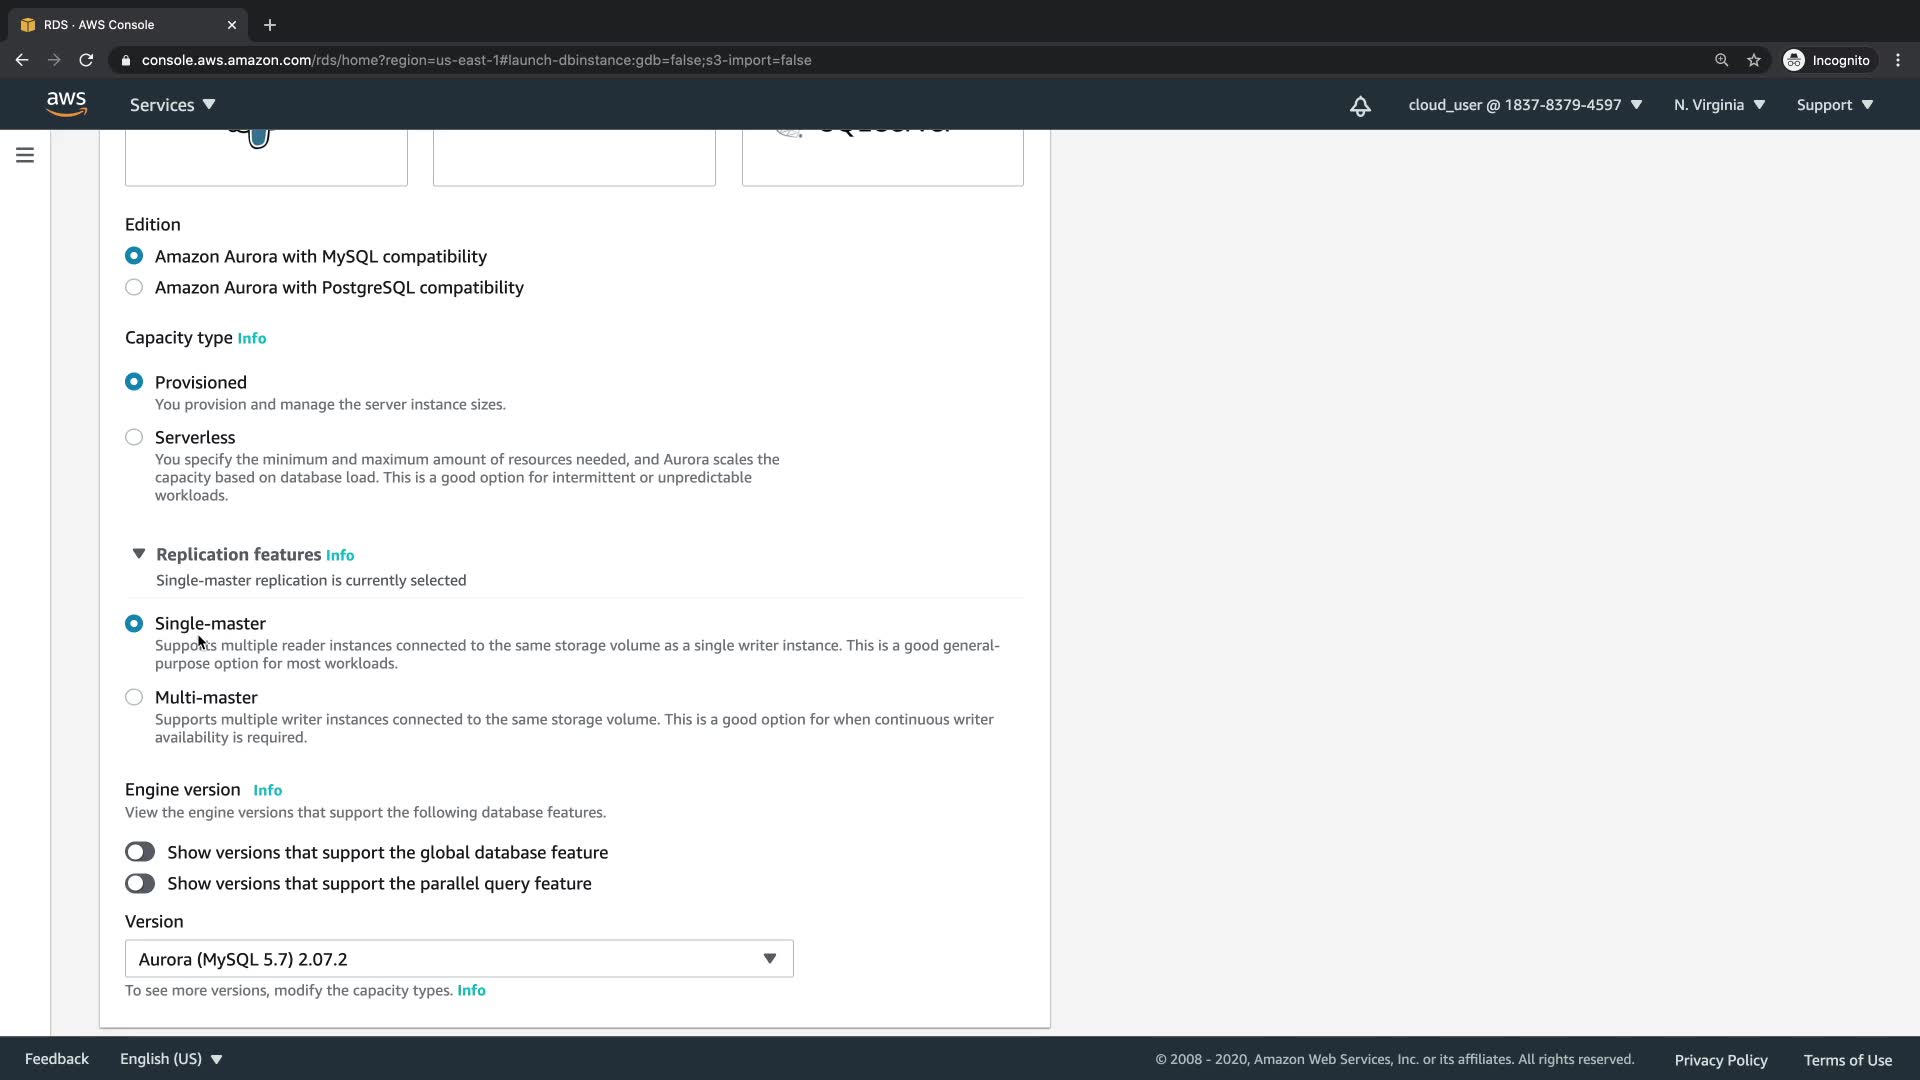 RDS · AWS Console
console.aws.amazon.com/rds/home?region=us-east-1#launch-dbinstance:gdb=false;s3-import=false
Incognito
aws
Services
cloud_user @ 1837-8379-4597
N. Virginia
Support
Edition
Amazon Aurora with MySQL compatibility
Amazon Aurora with PostgreSQL compatibility
Capacity type Info
Provisioned
You provision and manage the server instance sizes.
Serverless
You specify the minimum and maximum amount of resources needed, and Aurora scales the
capacity based on database load. This is a good option for intermittent or unpredictable
workloads.
Replication features Info
Single-master replication is currently selected
Single-master
Supports multiple reader instances connected to the same storage volume as a single writer instance. This is a good general-
purpose option for most workloads.
Multi-master
Supports multiple writer instances connected to the same storage volume. This is a good option for when continuous writer
availability is required.
Engine version Info
View the engine versions that support the following database features.
Show versions that support the global database feature
Show versions that support the parallel query feature
Version
Aurora (MySQL 5.7) 2.07.2
To see more versions, modify the capacity types. Info
Feedback
English (US)
© 2008 - 2020, Amazon Web Services, Inc. or its affiliates. All rights reserved.
Privacy Policy
Terms of Use